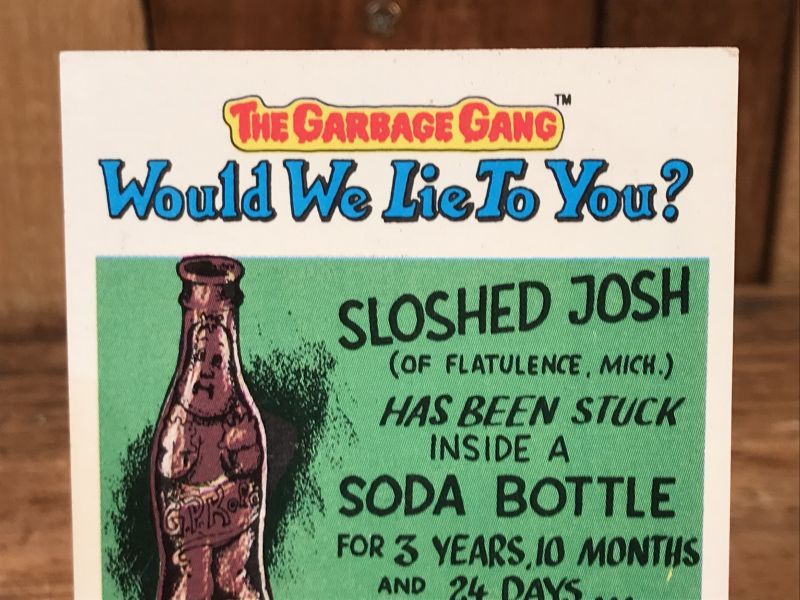 THE GARBAGE GANG™
Would We Lie To You?
SLOSHED JOSH
(OF FLATULENCE, MICH.)
HAS BEEN STUCK
INSIDE A
SODA BOTTLE
FOR 3 YEARS, 10 MONTHS
AND 24 DAYS...